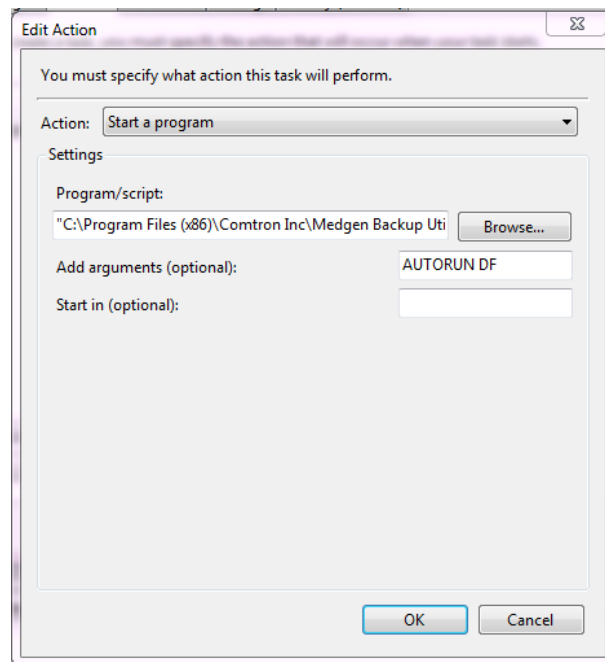 Edit Action
You must specify what action this task will perform.
Action: Start a program
Settings
Program/script:
"C:\Program Files (x86)\Comtron Inc\Medgen Backup Uti Browse...
Add arguments (optional): AUTORUN DF
Start in (optional):
OK Cancel